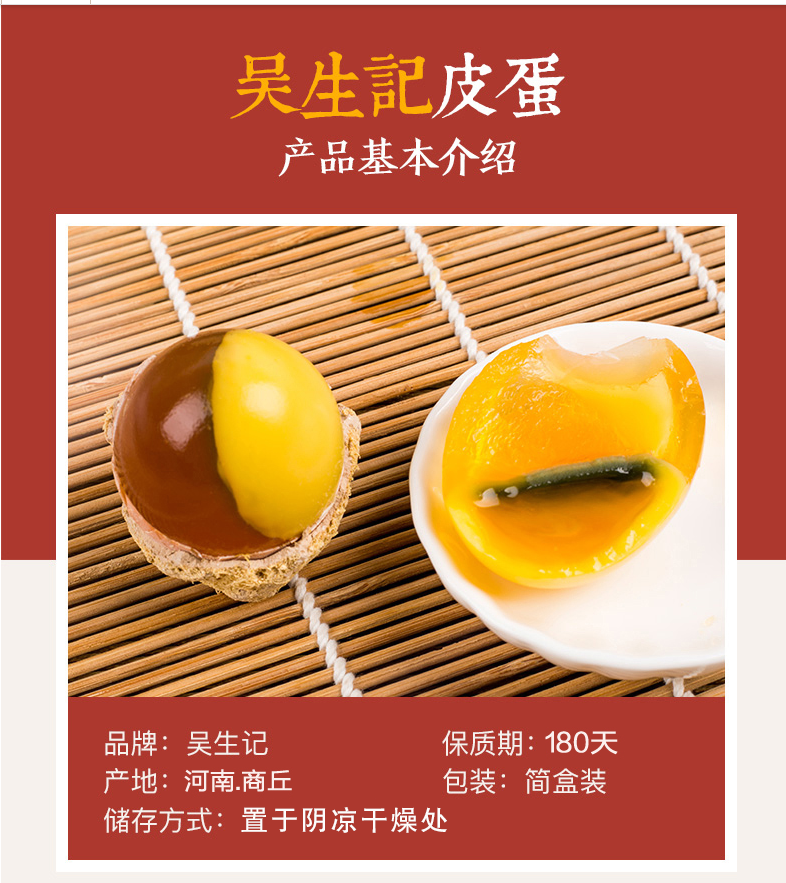 吴生記皮蛋
产品基本介绍
品牌：吴生记
保质期：180天
产地：河南.商丘
包装：简盒装
储存方式：置于阴凉干燥处